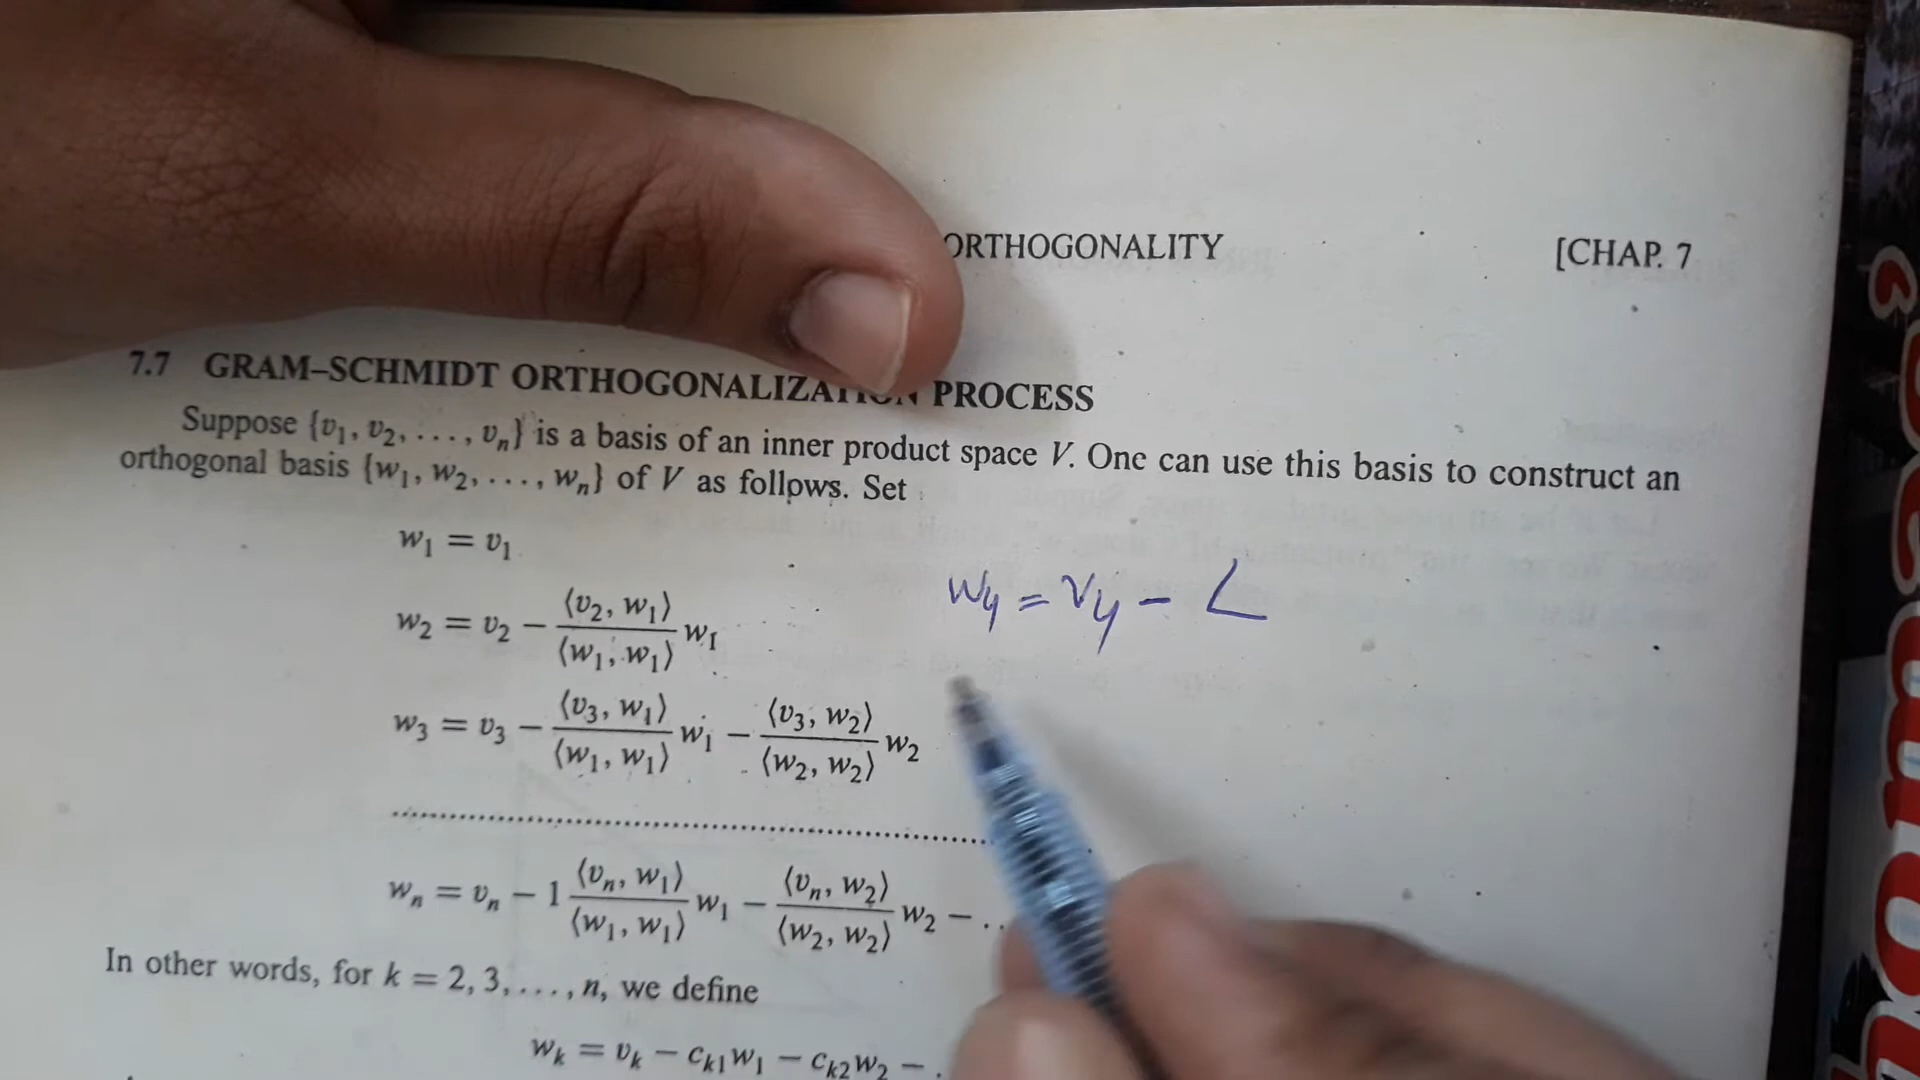 ORTHOGONALITY [CHAP. 7
7.7 GRAM–SCHMIDT ORTHOGONALIZATION PROCESS
Suppose {v₁, v₂, . . . , vₙ} is a basis of an inner product space V. One can use this basis to construct an
orthogonal basis {w₁, w₂, . . . , wₙ} of V as follows. Set
w₁ = v₁
w₂ = v₂ − ⟨v₂, w₁⟩/⟨w₁, w₁⟩ w₁
w₄ = v₄ − ∠
w₃ = v₃ − ⟨v₃, w₁⟩/⟨w₁, w₁⟩ w₁ − ⟨v₃, w₂⟩/⟨w₂, w₂⟩ w₂
wₙ = vₙ − 1 ⟨vₙ, w₁⟩/⟨w₁, w₁⟩ w₁ − ⟨vₙ, w₂⟩/⟨w₂, w₂⟩ w₂ − . .
In other words, for k = 2, 3, . . . , n, we define
wₖ = vₖ − cₖ₁w₁ − cₖ₂w₂ − .